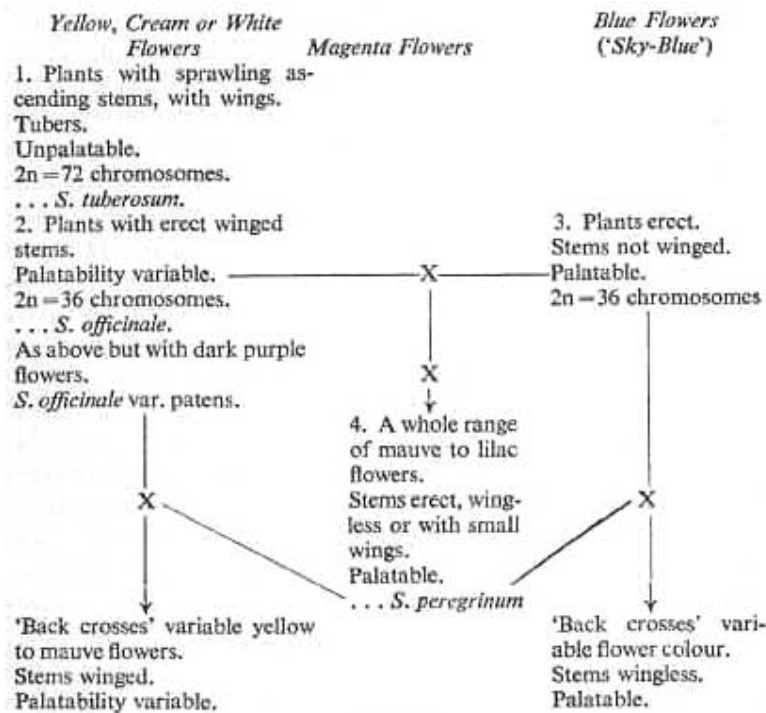 Yellow, Cream or White
Flowers
Magenta Flowers
Blue Flowers
('Sky-Blue')
1. Plants with sprawling as-
cending stems, with wings.
Tubers.
Unpalatable.
2n=72 chromosomes.
... S. tuberosum.
2. Plants with erect winged
stems.
Palatability variable.
2n=36 chromosomes.
... S. officinale.
As above but with dark purple
flowers.
S. officinale var. patens.
X
3. Plants erect.
Stems not winged.
Palatable.
2n=36 chromosomes
X
4. A whole range
of mauve to lilac
flowers.
Stems erect, wing-
less or with small
wings.
Palatable.
... S. peregrinum
X
X
'Back crosses' variable yellow
to mauve flowers.
Stems winged.
Palatability variable.
'Back crosses' vari-
able flower colour.
Stems wingless.
Palatable.